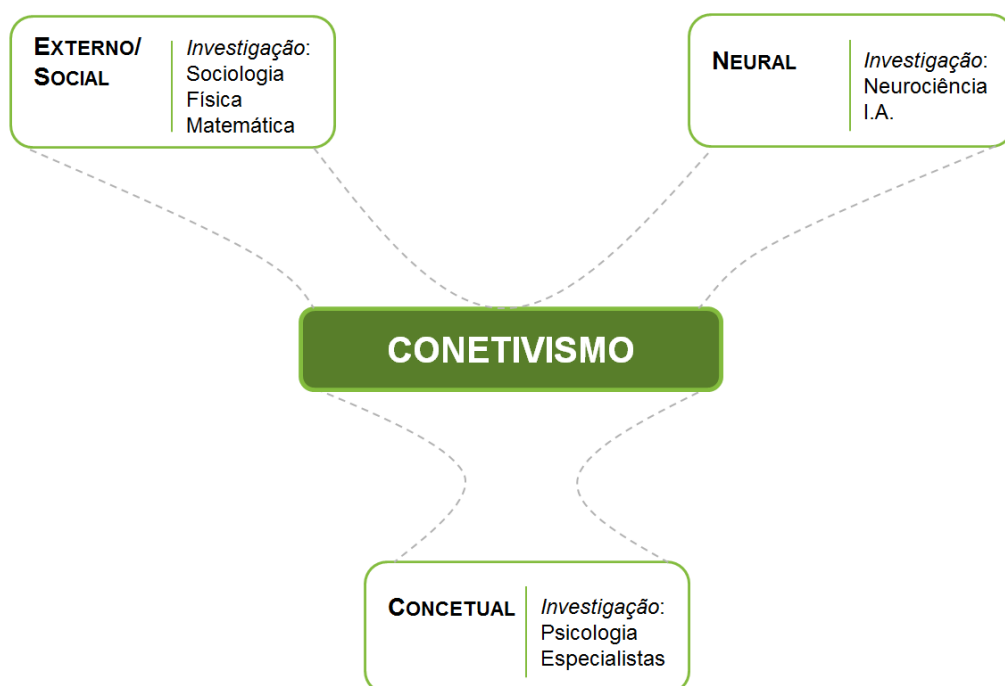 EXTERNO/
SOCIAL
Investigação:
Sociologia
Física
Matemática
NEURAL
Investigação:
Neurociência
I.A.
CONETIVISMO
CONCETUAL
Investigação:
Psicologia
Especialistas